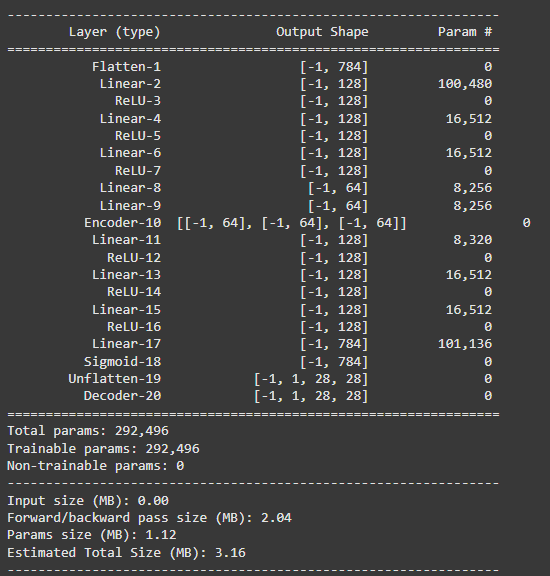 ----------------------------------------------------------------
        Layer (type)               Output Shape         Param #
================================================================
           Flatten-1                  [-1, 784]               0
            Linear-2                  [-1, 128]         100,480
              ReLU-3                  [-1, 128]               0
            Linear-4                  [-1, 128]          16,512
              ReLU-5                  [-1, 128]               0
            Linear-6                  [-1, 128]          16,512
              ReLU-7                  [-1, 128]               0
            Linear-8                   [-1, 64]           8,256
            Linear-9                   [-1, 64]           8,256
          Encoder-10  [[-1, 64], [-1, 64], [-1, 64]]               0
           Linear-11                  [-1, 128]           8,320
             ReLU-12                  [-1, 128]               0
           Linear-13                  [-1, 128]          16,512
             ReLU-14                  [-1, 128]               0
           Linear-15                  [-1, 128]          16,512
             ReLU-16                  [-1, 128]               0
           Linear-17                  [-1, 784]         101,136
          Sigmoid-18                  [-1, 784]               0
        Unflatten-19            [-1, 1, 28, 28]               0
          Decoder-20            [-1, 1, 28, 28]               0
================================================================
Total params: 292,496
Trainable params: 292,496
Non-trainable params: 0
----------------------------------------------------------------
Input size (MB): 0.00
Forward/backward pass size (MB): 2.04
Params size (MB): 1.12
Estimated Total Size (MB): 3.16
----------------------------------------------------------------